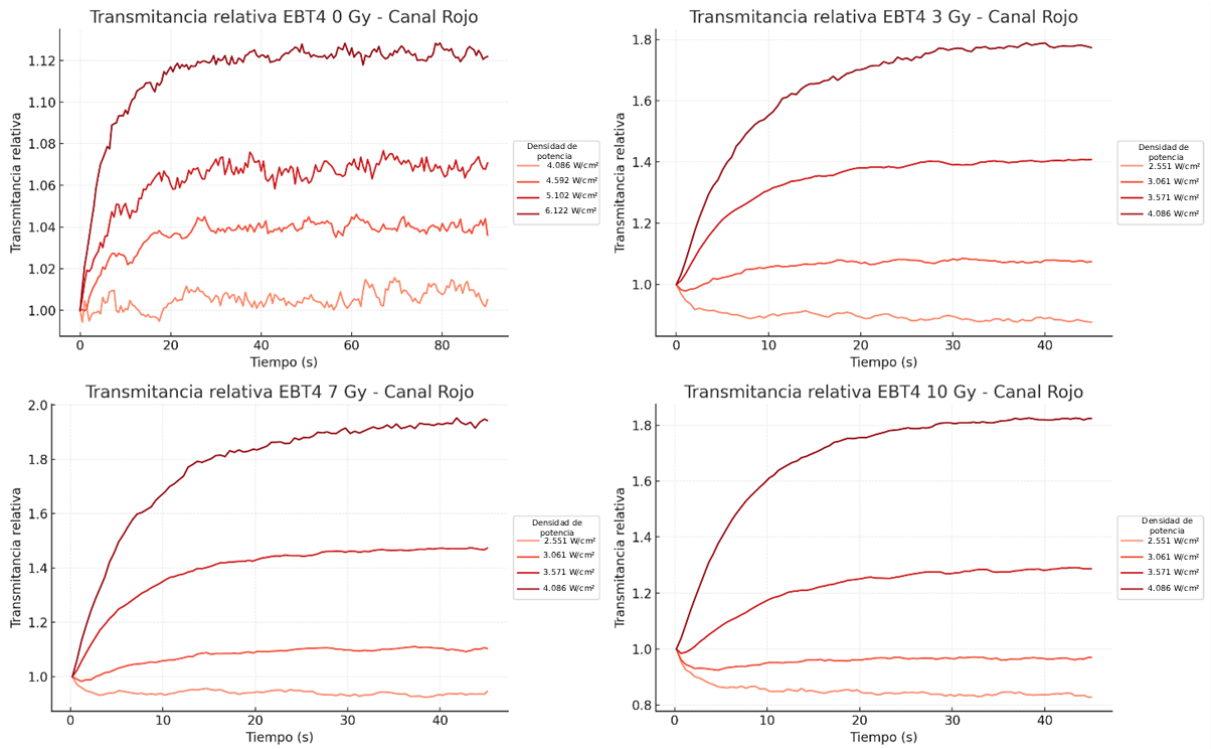 Transmitancia relativa EBT4 0 Gy - Canal Rojo
Transmitancia relativa
1.12
1.10
1.08
1.06
1.04
1.02
1.00
0
20
40
60
80
Tiempo (s)
Densidad de
potencia
4.086 W/cm²
4.592 W/cm²
5.102 W/cm²
6.122 W/cm²
Transmitancia relativa EBT4 3 Gy - Canal Rojo
Transmitancia relativa
1.8
1.6
1.4
1.2
1.0
0
10
20
30
40
Tiempo (s)
Densidad de
potencia
2.551 W/cm²
3.061 W/cm²
3.571 W/cm²
4.086 W/cm²
Transmitancia relativa EBT4 7 Gy - Canal Rojo
Transmitancia relativa
2.0
1.8
1.6
1.4
1.2
1.0
0
10
20
30
40
Tiempo (s)
Densidad de
potencia
2.551 W/cm²
3.061 W/cm²
3.571 W/cm²
4.086 W/cm²
Transmitancia relativa EBT4 10 Gy - Canal Rojo
Transmitancia relativa
1.8
1.6
1.4
1.2
1.0
0.8
0
10
20
30
40
Tiempo (s)
Densidad de
potencia
2.551 W/cm²
3.061 W/cm²
3.571 W/cm²
4.086 W/cm²